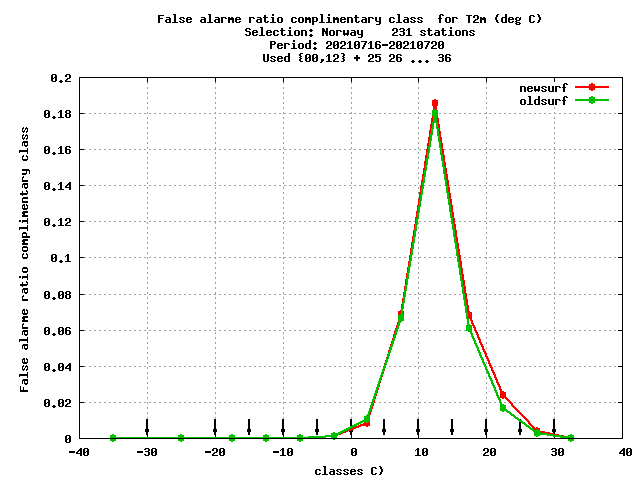 False alarme ratio complimentary class  for T2m (deg C)
Selection: Norway    231 stations
Period: 20210716-20210720
Used {00,12} + 25 26 ... 36
newsurf
oldsurf
False alarme ratio complimentary class
0.2
0.18
0.16
0.14
0.12
0.1
0.08
0.06
0.04
0.02
0
-40
-30
-20
-10
0
10
20
30
40
classes C)